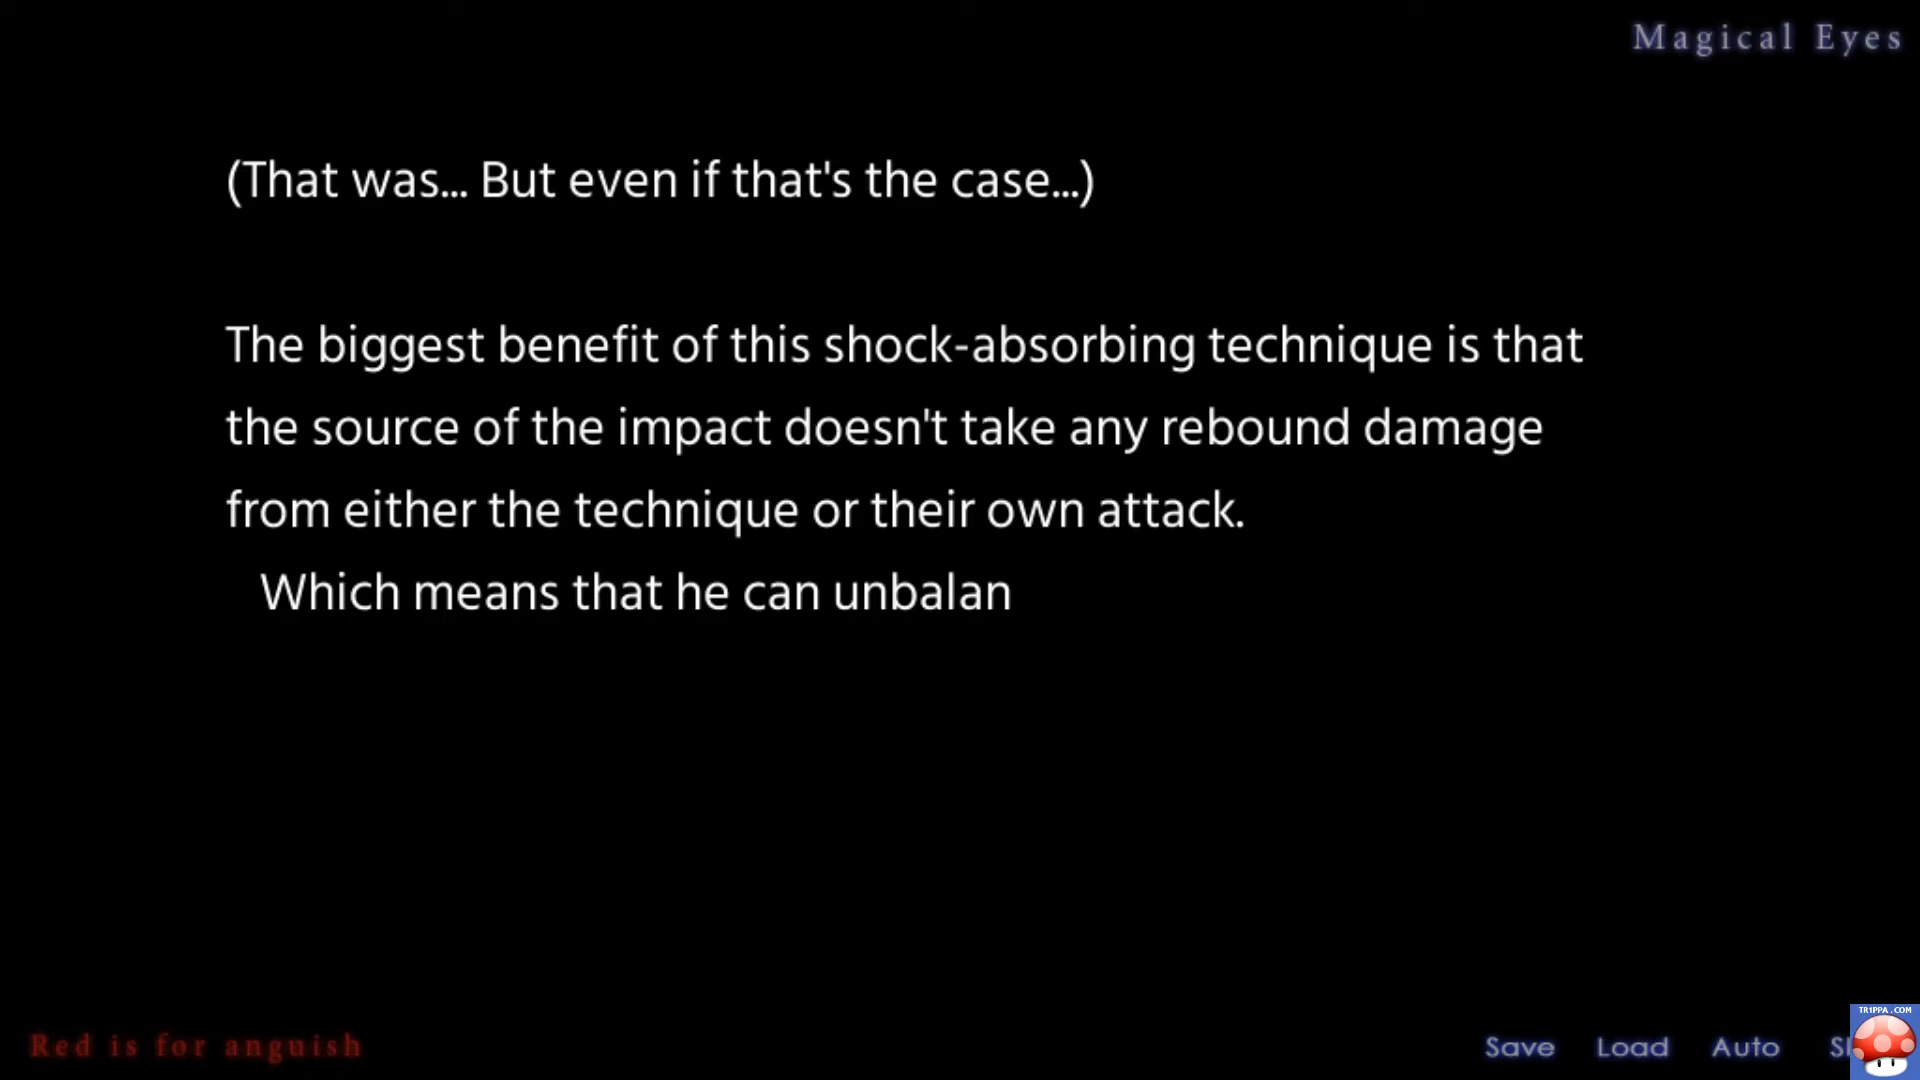 Magical Eyes
(That was... But even if that's the case...)
The biggest benefit of this shock-absorbing technique is that
the source of the impact doesn't take any rebound damage
from either the technique or their own attack.
Which means that he can unbalan
Red is for anguish
Save Load Auto
TR1PPA.COM